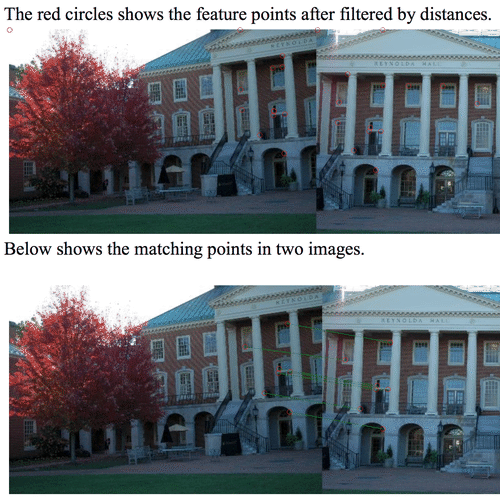 The red circles shows the feature points after filtered by distances.
REYNOLDA
REYNOLDA HALL
Below shows the matching points in two images.
REYNOLDA
REYNOLDA HALL